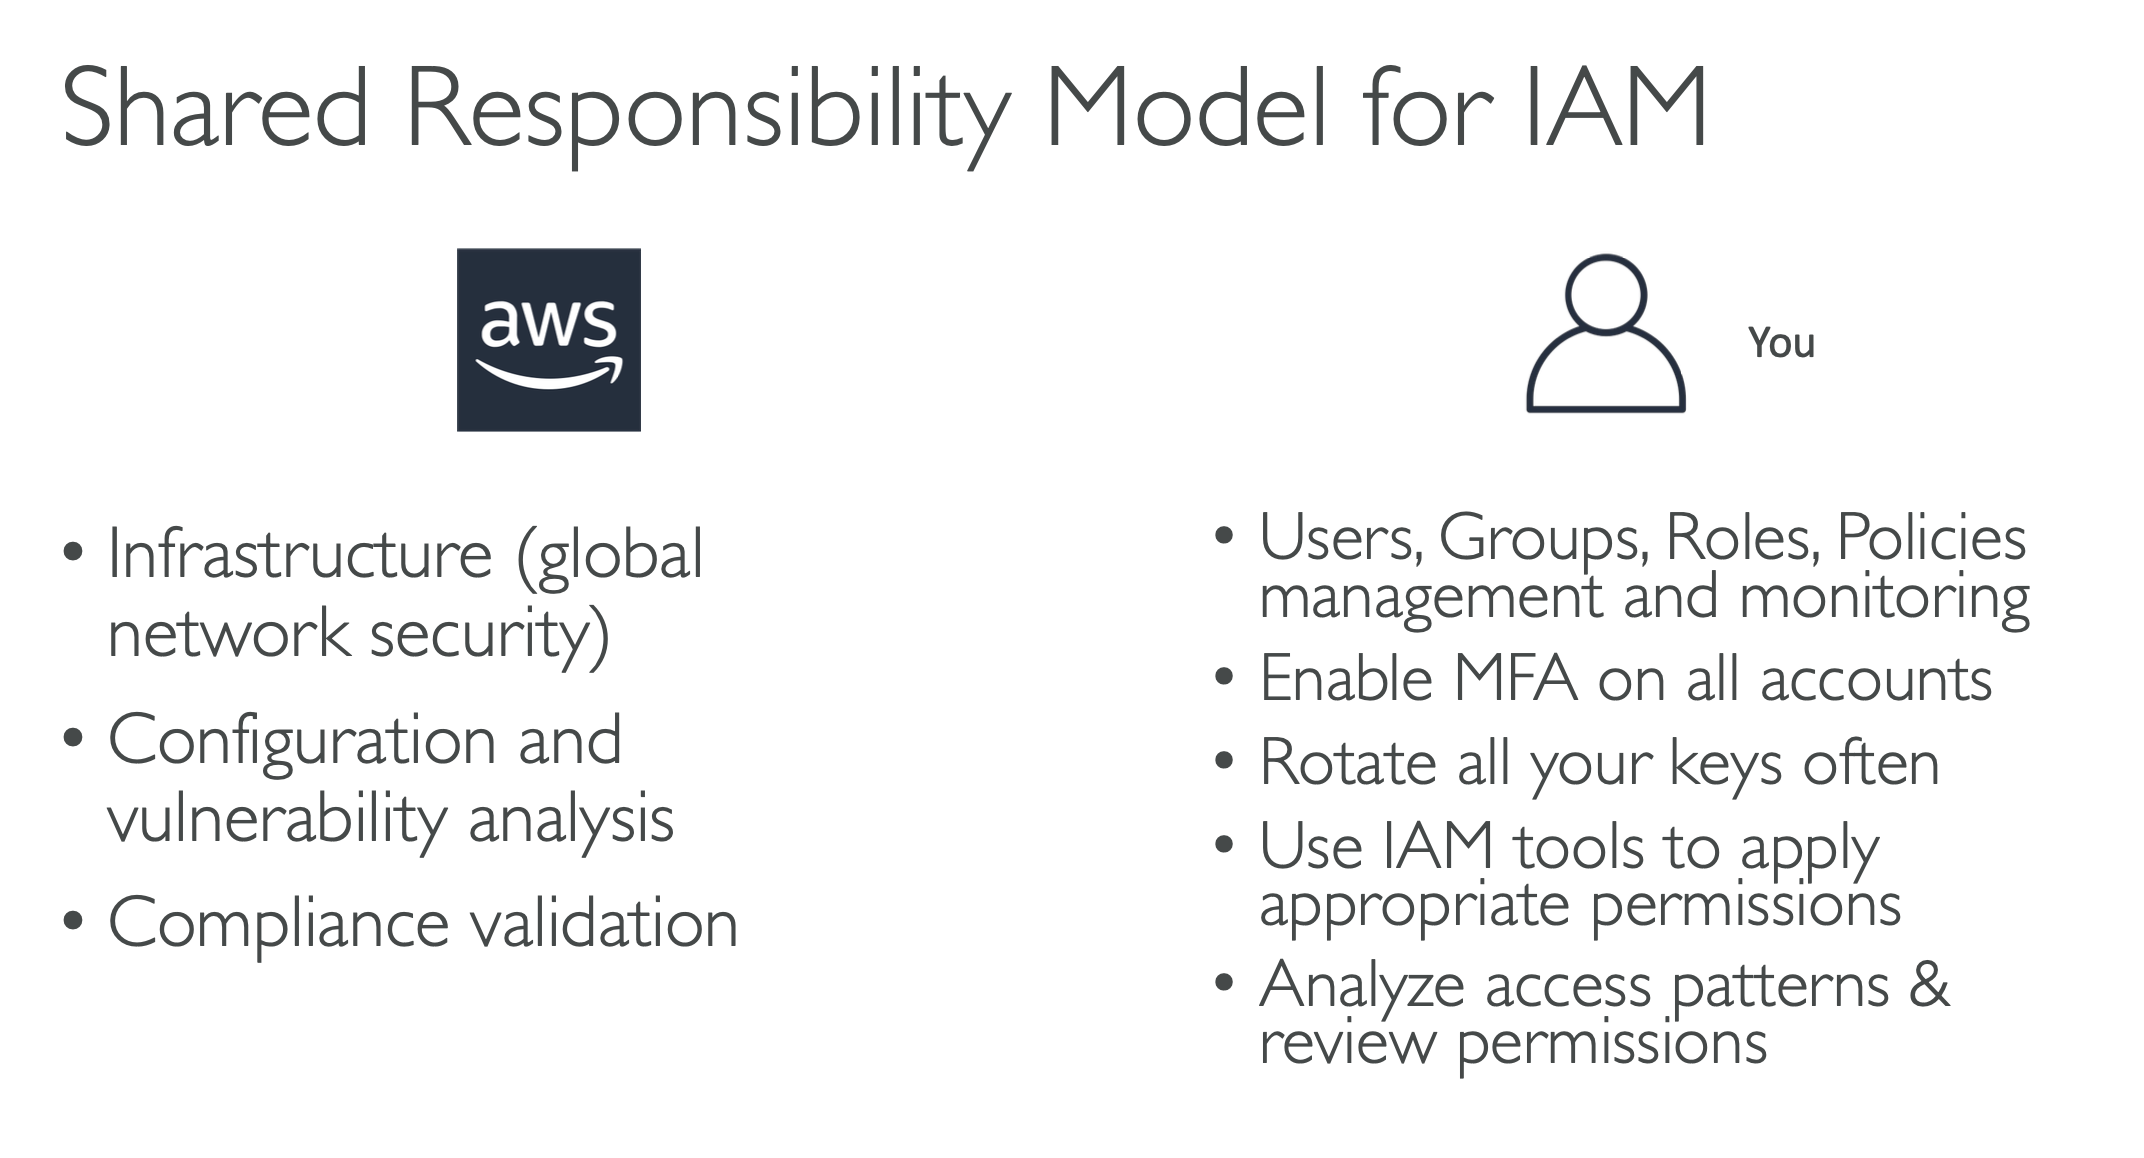 Shared Responsibility Model for IAM
aws
You
• Infrastructure (global
network security)
• Configuration and
vulnerability analysis
• Compliance validation
• Users, Groups, Roles, Policies
management and monitoring
• Enable MFA on all accounts
• Rotate all your keys often
• Use IAM tools to apply
appropriate permissions
• Analyze access patterns &
review permissions